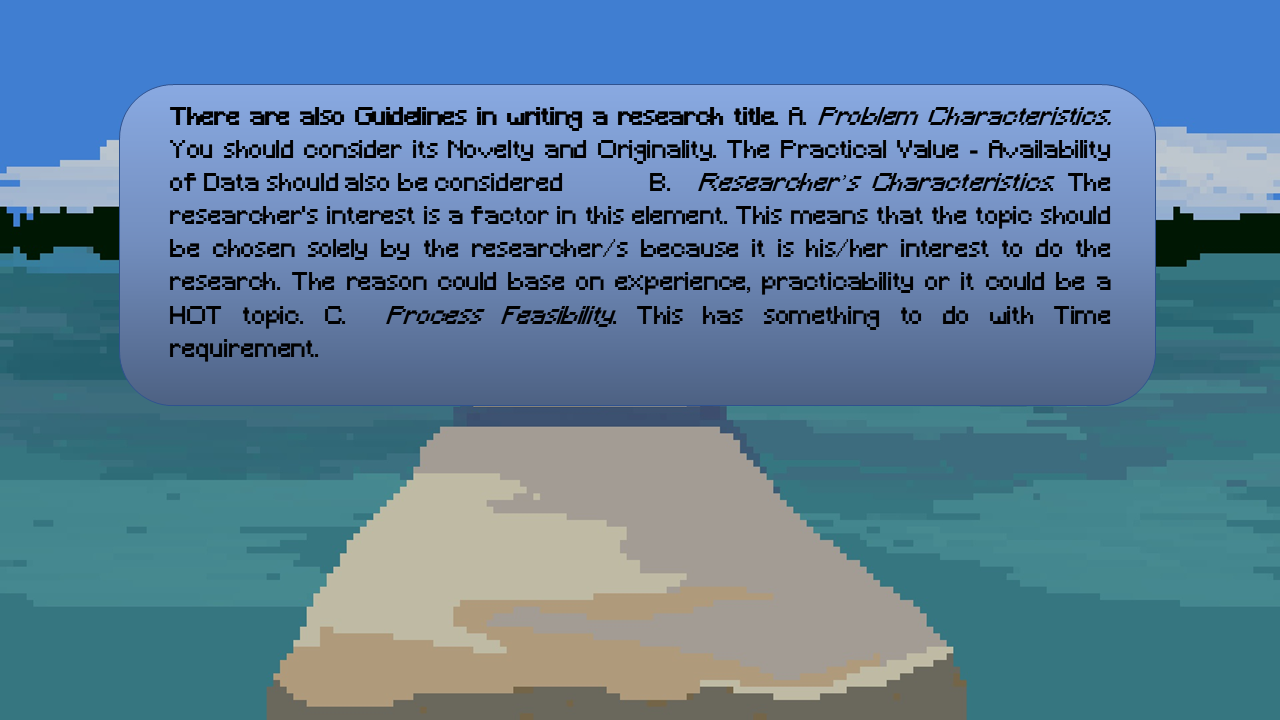 There are also Guidelines in writing a research title. A. Problem Characteristics.
You should consider its Novelty and Originality. The Practical Value - Availability
of Data should also be considered B. Researcher's Characteristics. The
researcher's interest is a factor in this element. This means that the topic should
be chosen solely by the researcher/s because it is his/her interest to do the
research. The reason could base on experience, practicability or it could be a
HOT topic. C. Process Feasibility. This has something to do with Time
requirement.